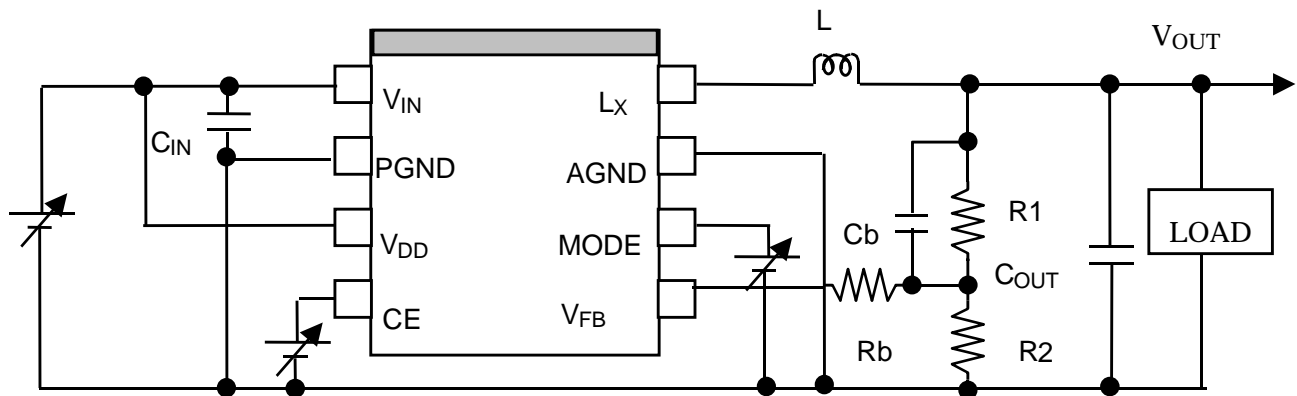 L
VOUT
VIN
LX
CIN
PGND
AGND
R1
Cb
LOAD
VDD
MODE
COUT
CE
VFB
Rb
R2